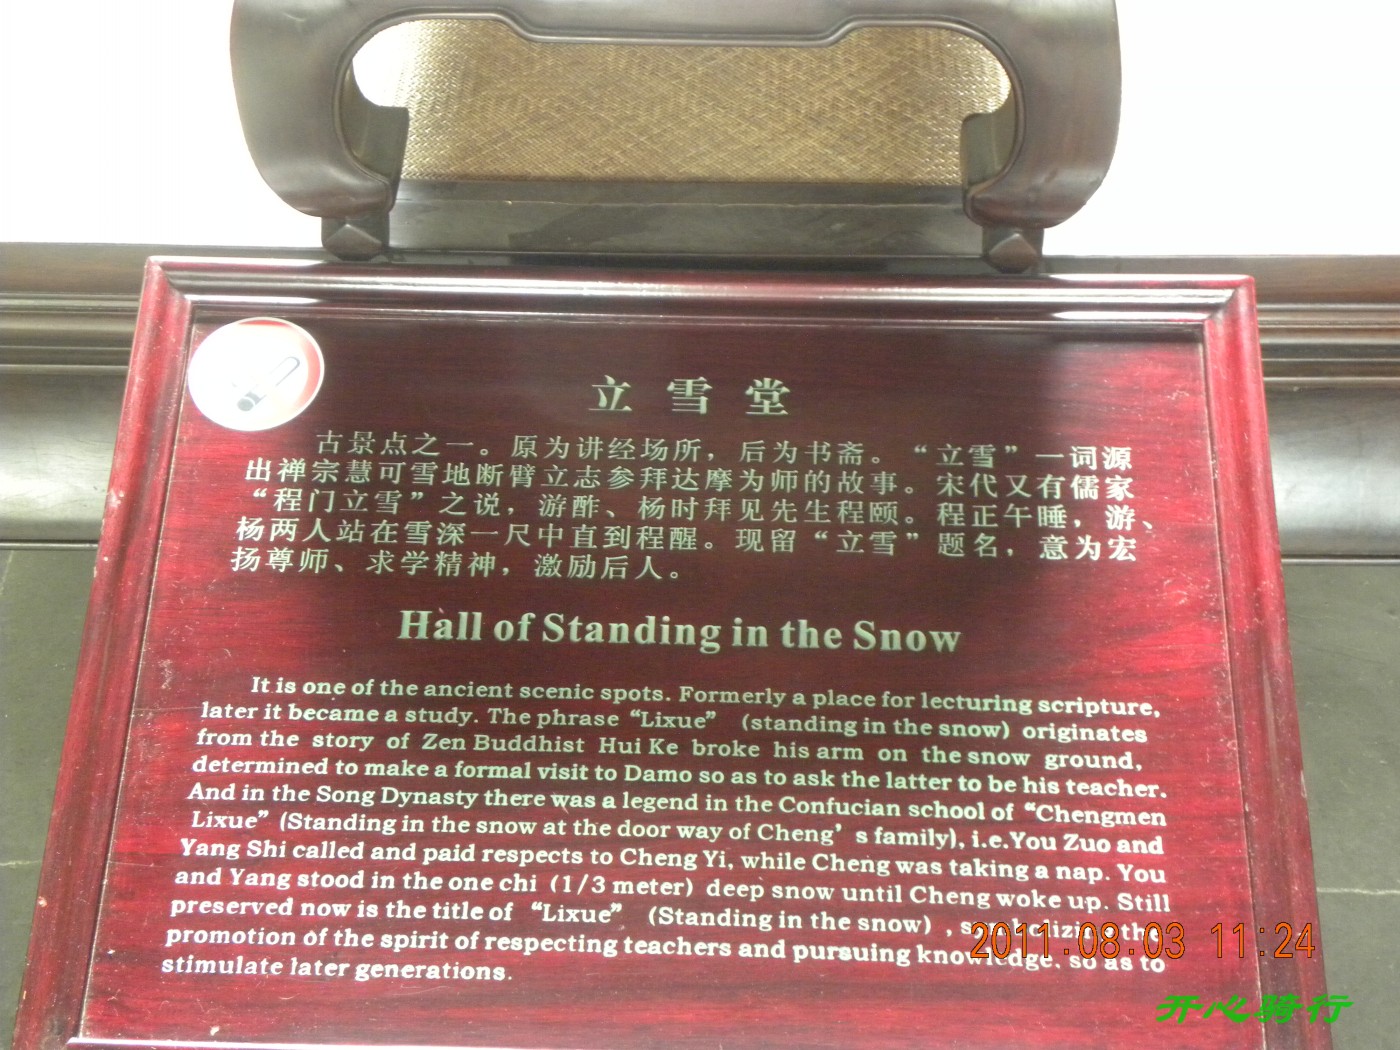 立雪堂
古景点之一。原为讲经场所，后为书斋。“立雪”一词源
出禅宗慧可雪地断臂立志参拜达摩为师的故事。宋代又有儒家
“程门立雪”之说，游酢、杨时拜见先生程颐。程正午睡，游、
杨两人站在雪深一尺中直到程醒。现留“立雪”题名，意为宏
扬尊师、求学精神，激励后人。
Hall of Standing in the Snow
It is one of the ancient scenic spots. Formerly a place for lecturing scripture,
later it became a study. The phrase “Lixue” (standing in the snow) originates
from the story of Zen Buddhist Hui Ke broke his arm on the snow ground,
determined to make a formal visit to Damo so as to ask the latter to be his teacher.
And in the Song Dynasty there was a legend in the Confucian school of “Chengmen
Lixue” (Standing in the snow at the door way of Cheng’s family), i.e.You Zuo and
Yang Shi called and paid respects to Cheng Yi, while Cheng was taking a nap. You
and Yang stood in the one chi (1/3 meter) deep snow until Cheng woke up. Still
preserved now is the title of “Lixue” (Standing in the snow), symbolizing the
promotion of the spirit of respecting teachers and pursuing knowledge, so as to
stimulate later generations.
2011.08.03 11:24
开心骑行